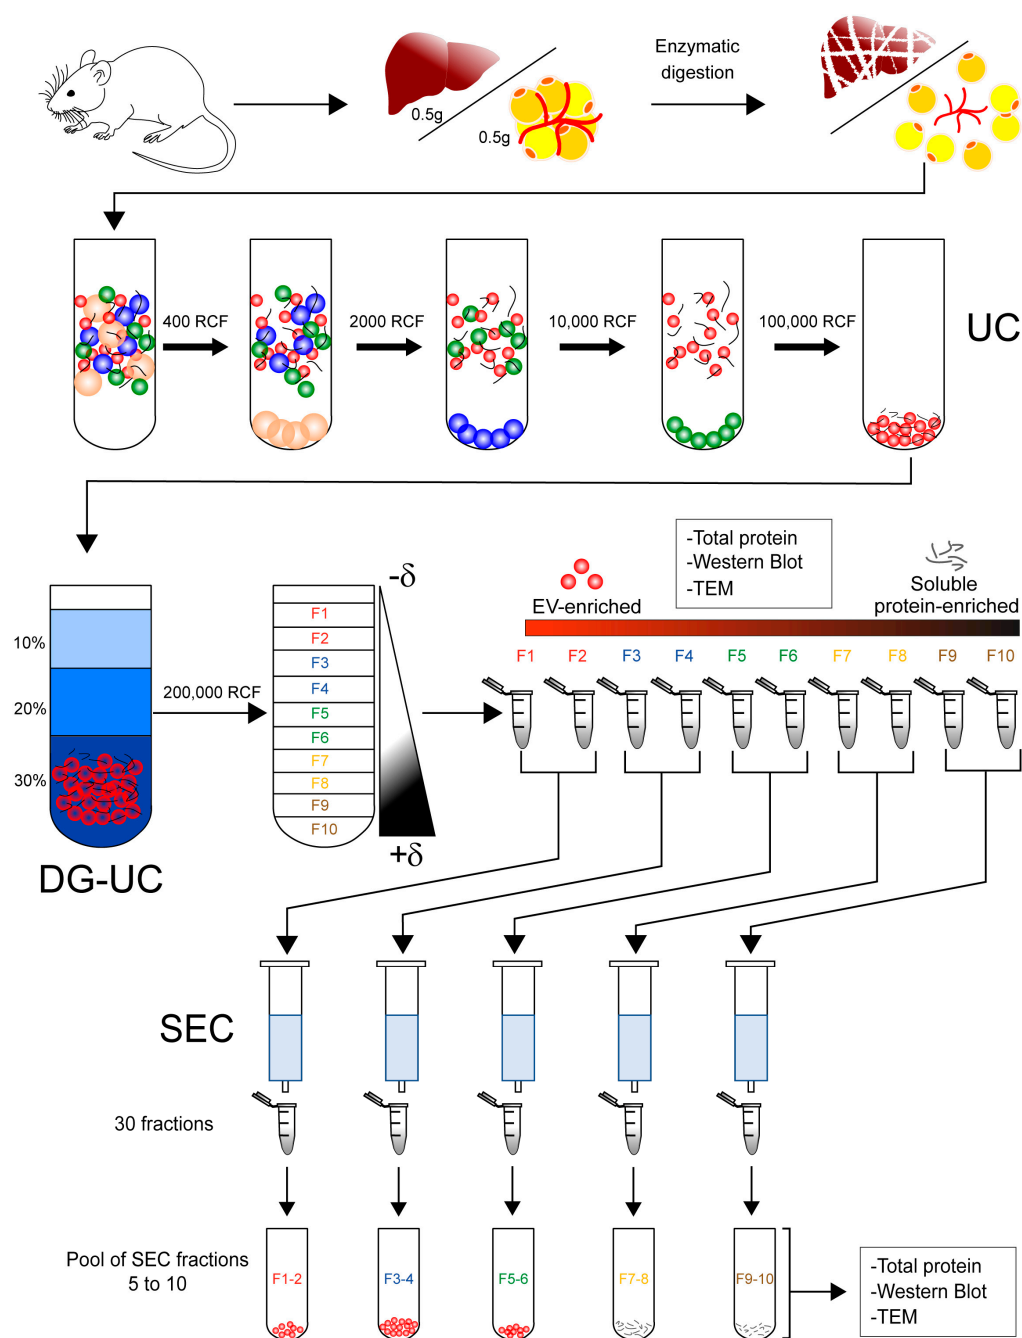 Enzymatic
digestion
0.5g
0.5g
400 RCF
2000 RCF
10,000 RCF
100,000 RCF
UC
-Total protein
-Western Blot
-TEM
EV-enriched
Soluble
protein-enriched
F1 F2 F3 F4 F5 F6 F7 F8 F9 F10
10%
20%
30%
200,000 RCF
-δ
F1
F2
F3
F4
F5
F6
F7
F8
F9
F10
+δ
DG-UC
SEC
30 fractions
Pool of SEC fractions
5 to 10
F1-2 F3-4 F5-6 F7-8 F9-10
-Total protein
-Western Blot
-TEM